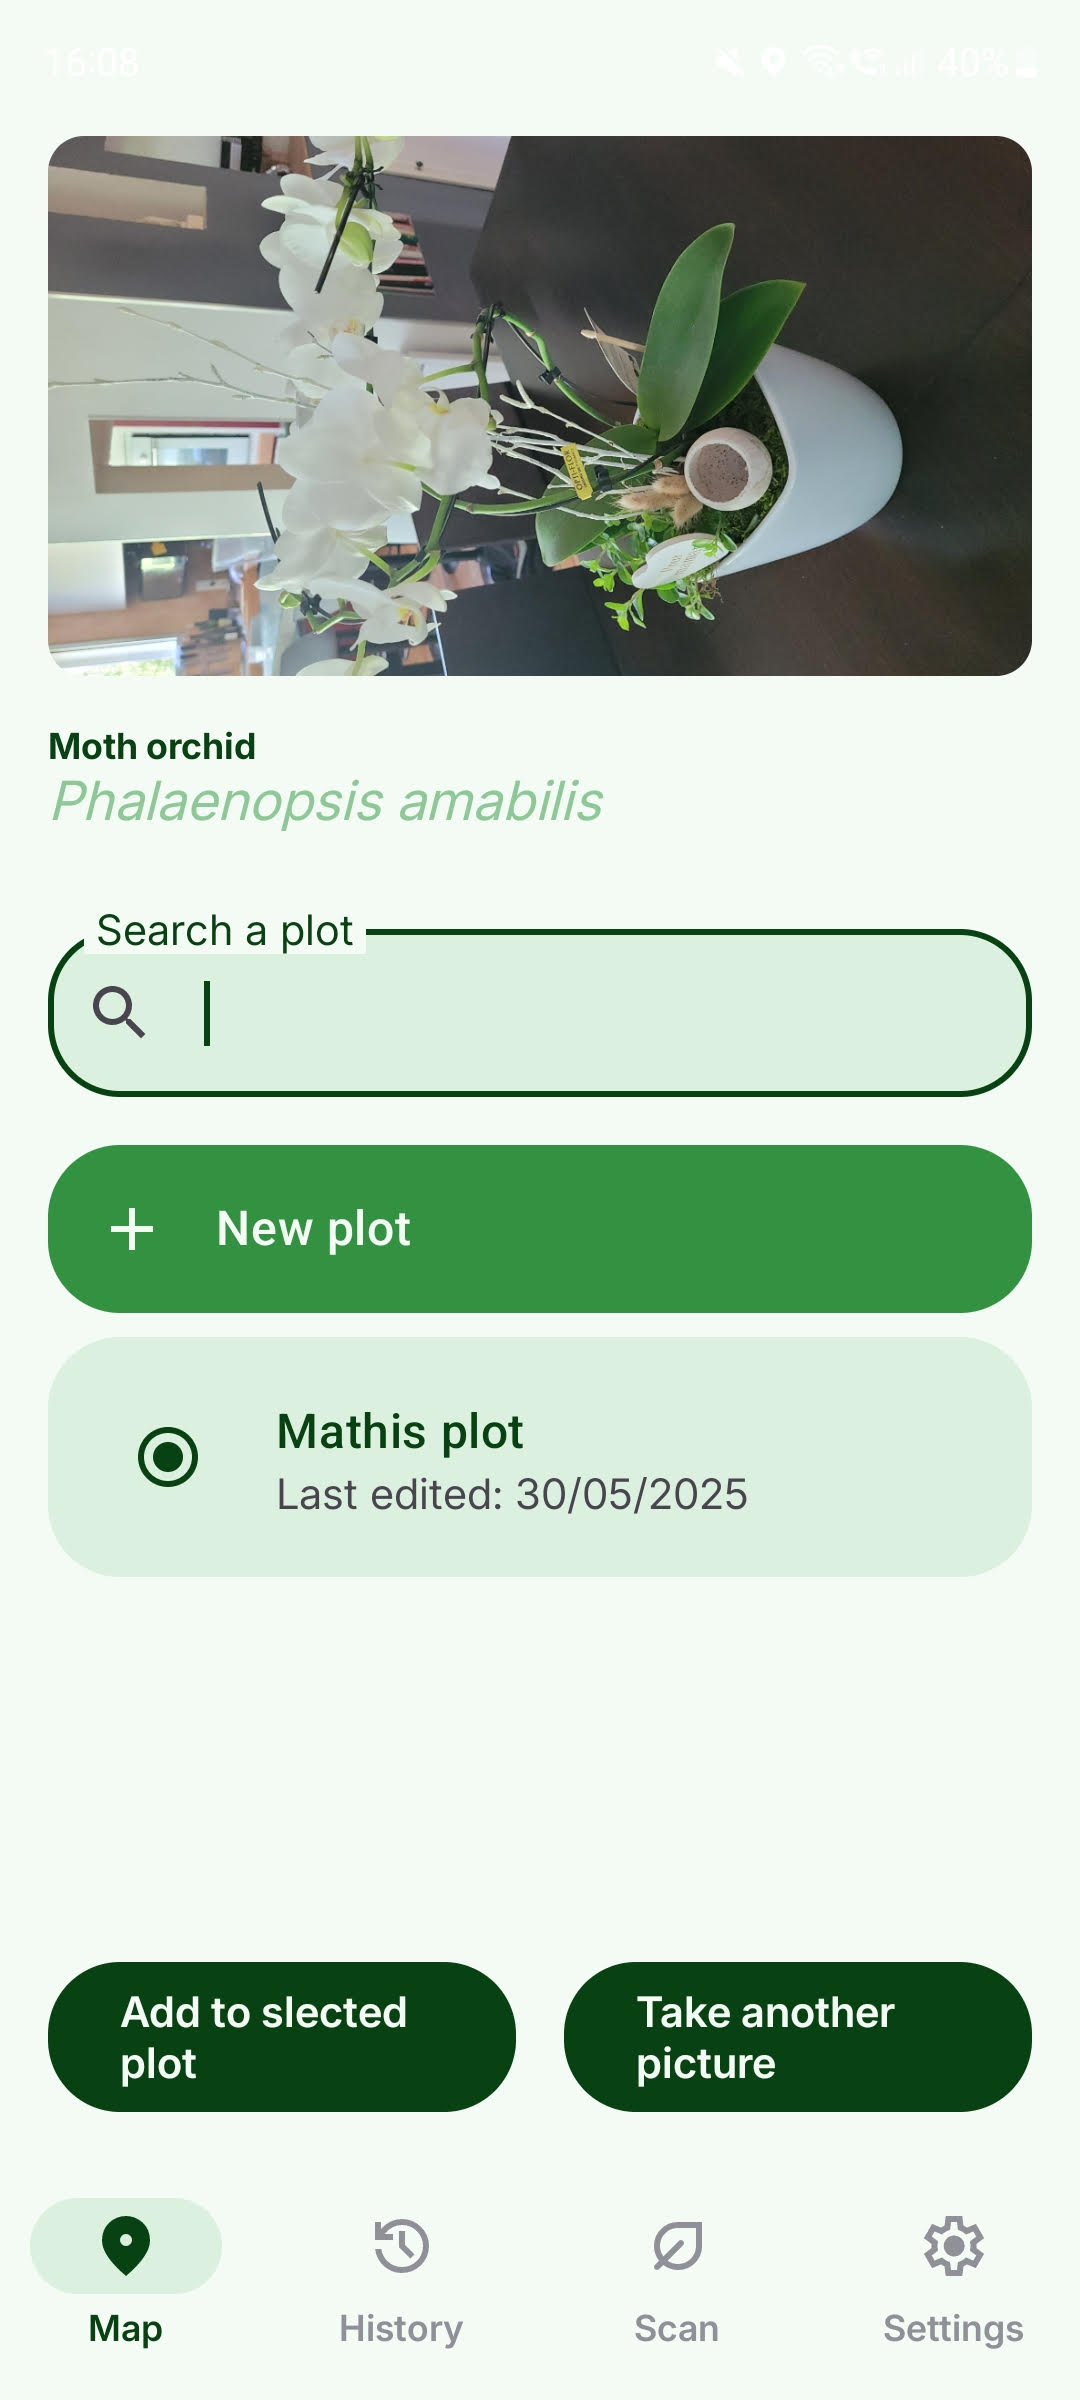 16:08 40%
Moth orchid
Phalaenopsis amabilis
Search a plot
New plot
Mathis plot
Last edited: 30/05/2025
Add to slected
plot
Take another
picture
Map History Scan Settings